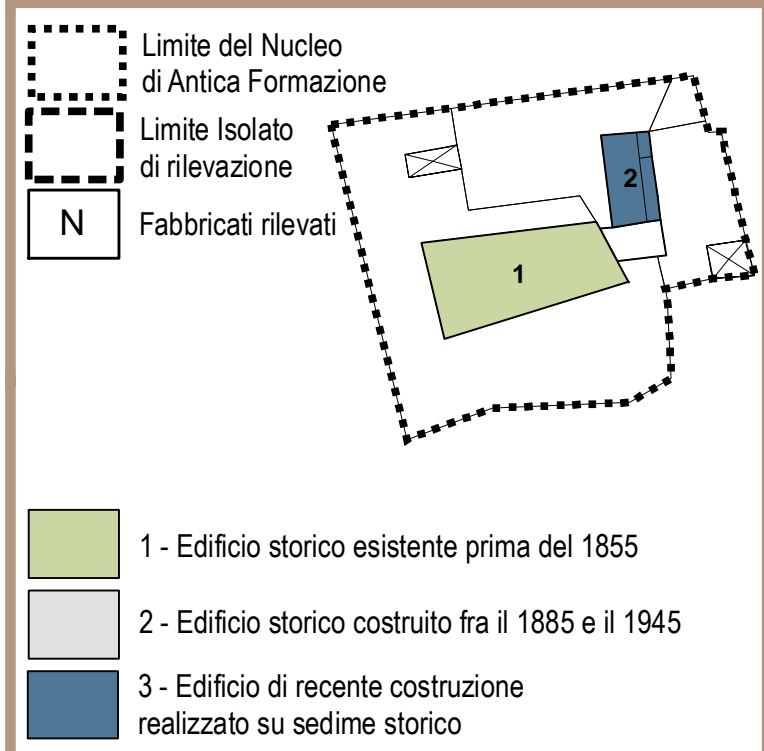 Limite del Nucleo
di Antica Formazione
Limite Isolato
di rilevazione
N
Fabbricati rilevati
1
2
1 - Edificio storico esistente prima del 1855
2 - Edificio storico costruito fra il 1885 e il 1945
3 - Edificio di recente costruzione
realizzato su sedime storico